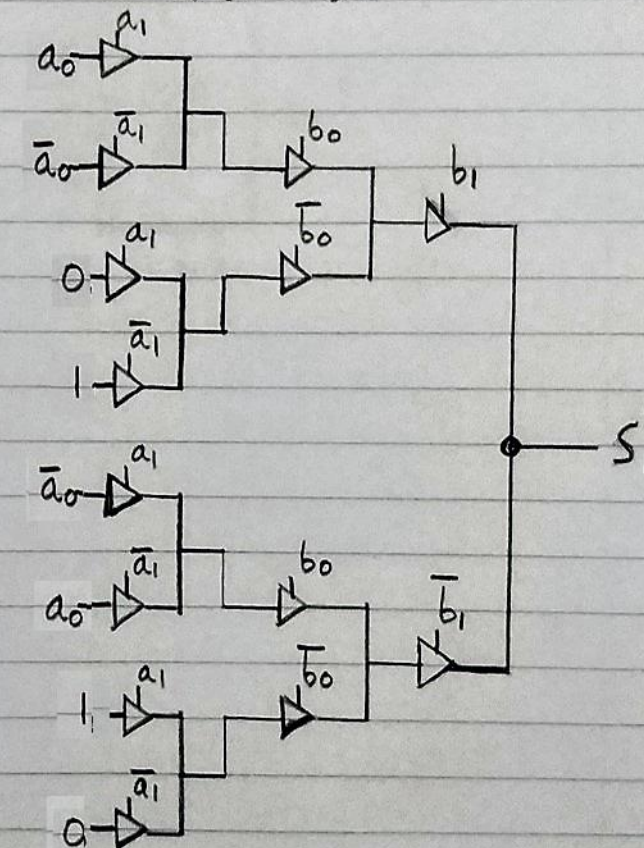 a₁
a₀
ā₁
ā₀
b₀
b₁
a₁
b̄₀
0
ā₁
1
S
a₁
ā₀
ā₁
b₀
b̄₁
a₀
a₁
b̄₀
1
ā₁
0